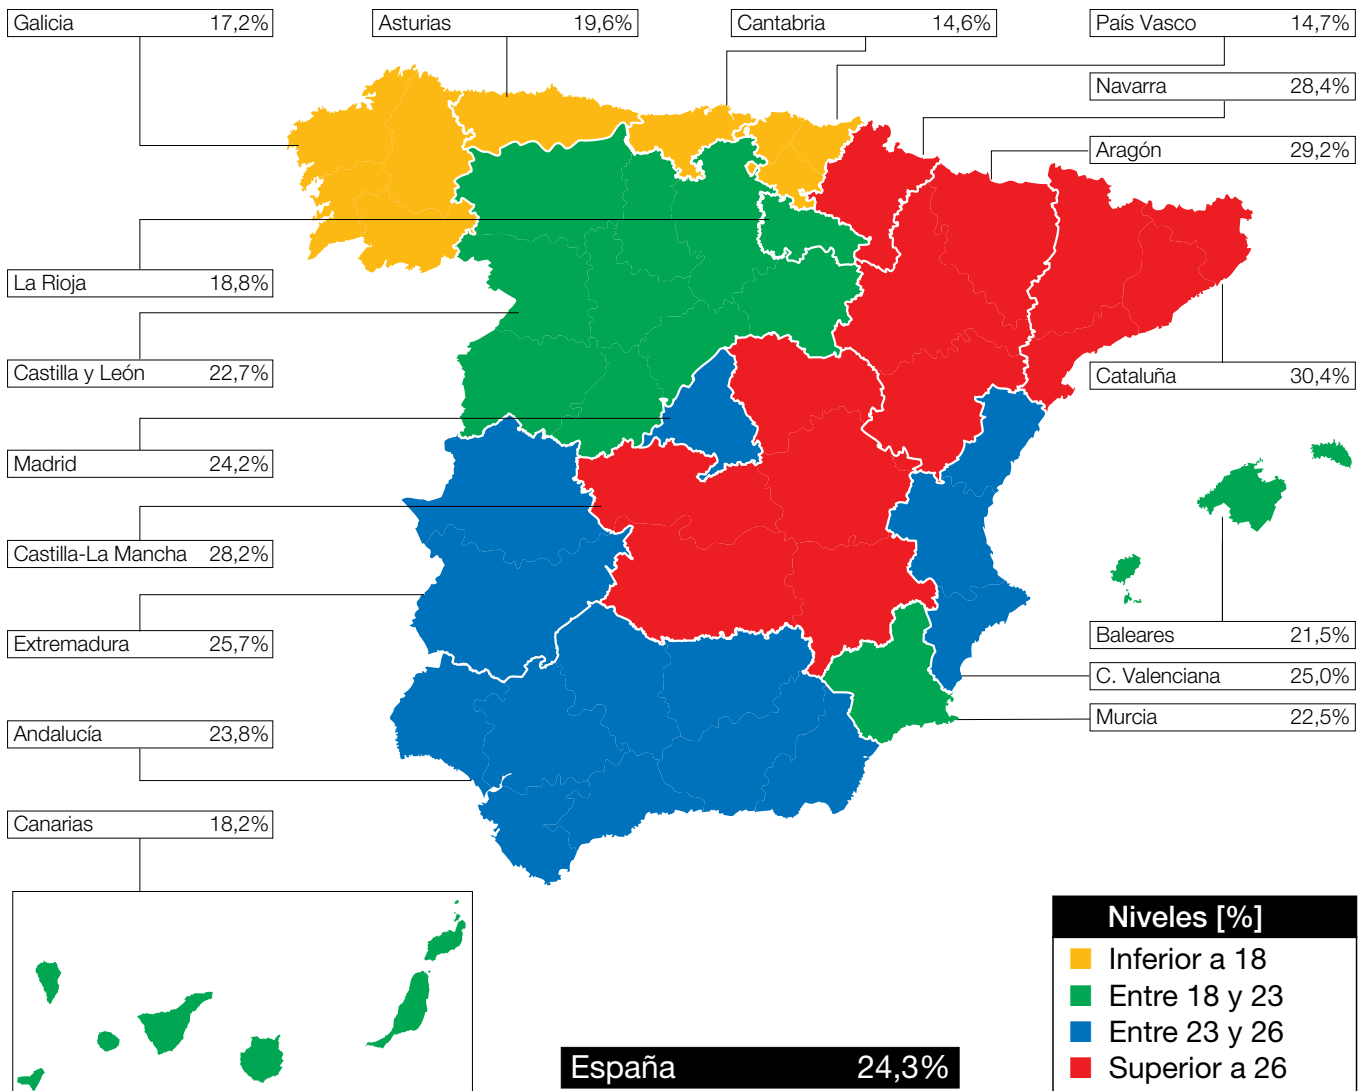 Galicia 17,2%
Asturias 19,6%
Cantabria 14,6%
País Vasco 14,7%
Navarra 28,4%
Aragón 29,2%
La Rioja 18,8%
Castilla y León 22,7%
Cataluña 30,4%
Madrid 24,2%
Castilla-La Mancha 28,2%
Extremadura 25,7%
Baleares 21,5%
C. Valenciana 25,0%
Murcia 22,5%
Andalucía 23,8%
Canarias 18,2%
Niveles [%]
Inferior a 18
Entre 18 y 23
Entre 23 y 26
Superior a 26
España 24,3%